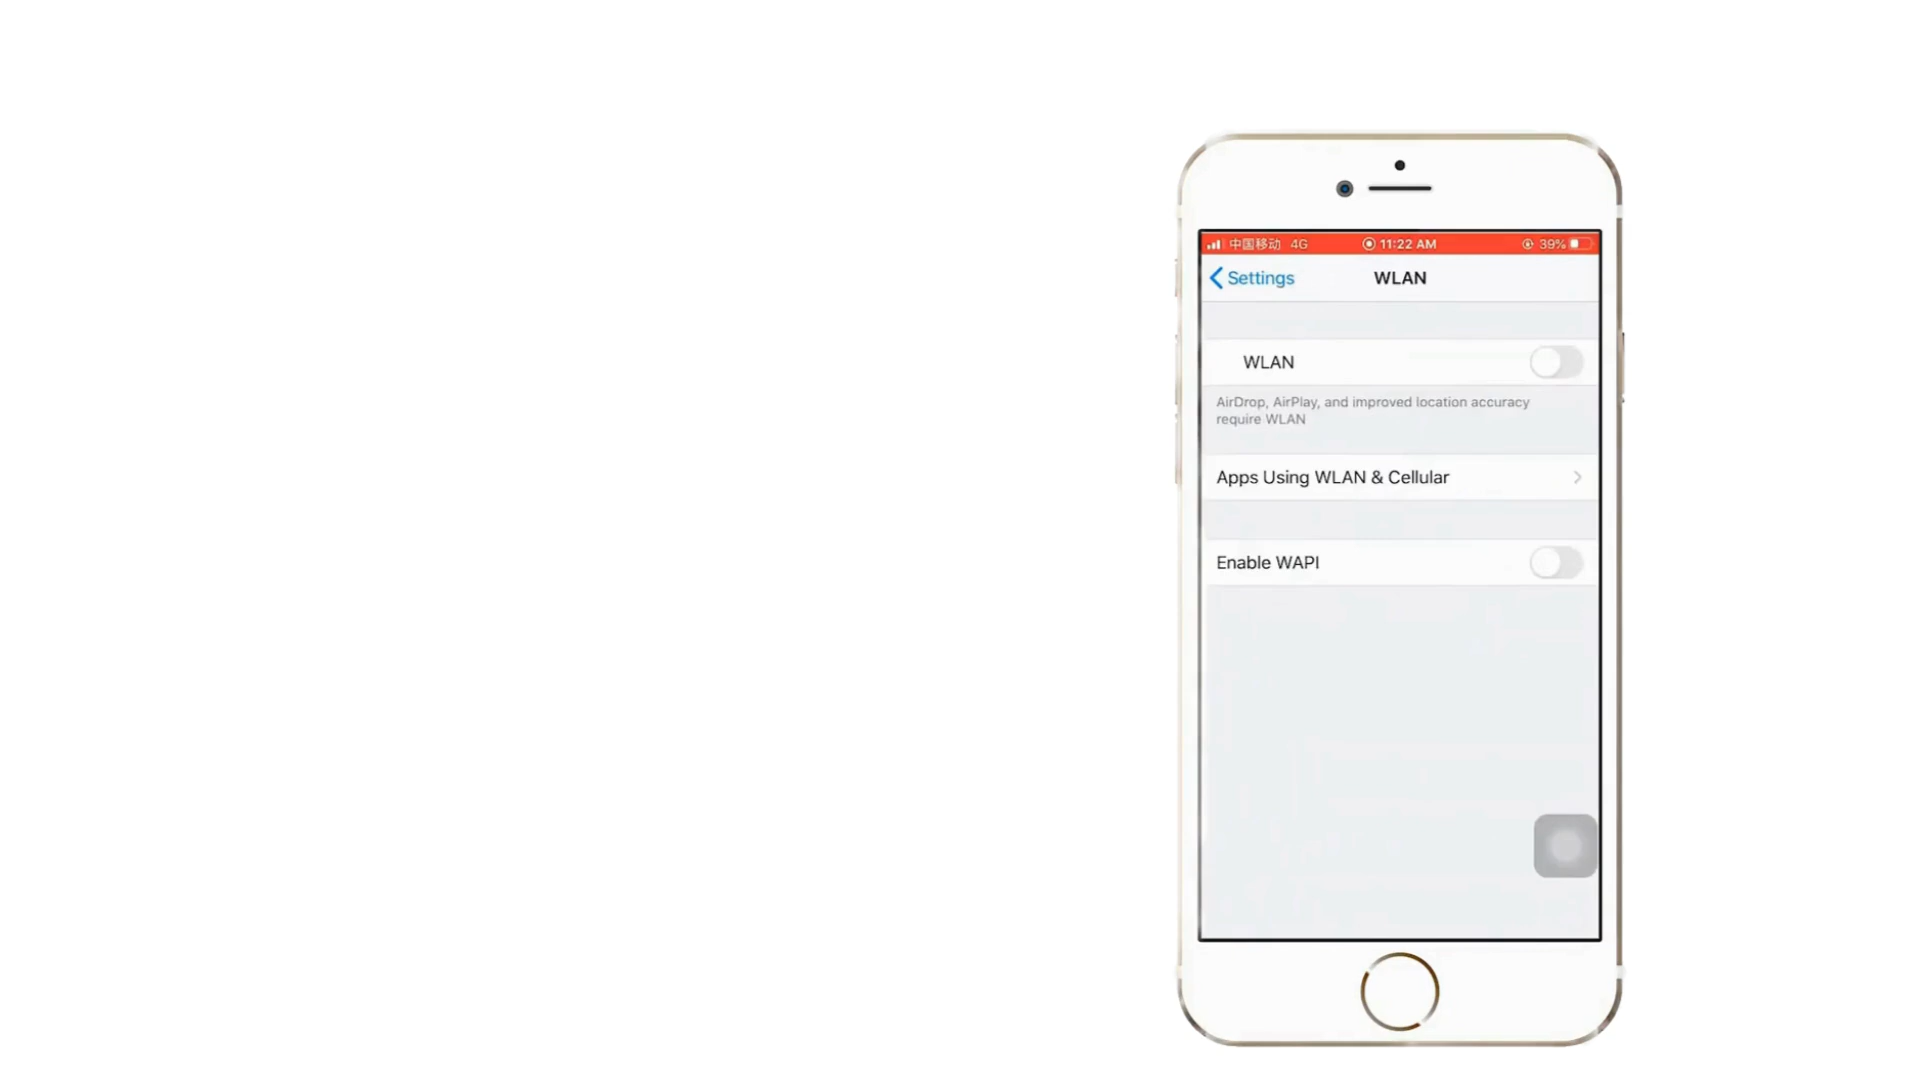 中国移动 4G 11:22 AM 39%
Settings WLAN
WLAN
AirDrop, AirPlay, and improved location accuracy
require WLAN
Apps Using WLAN & Cellular
Enable WAPI